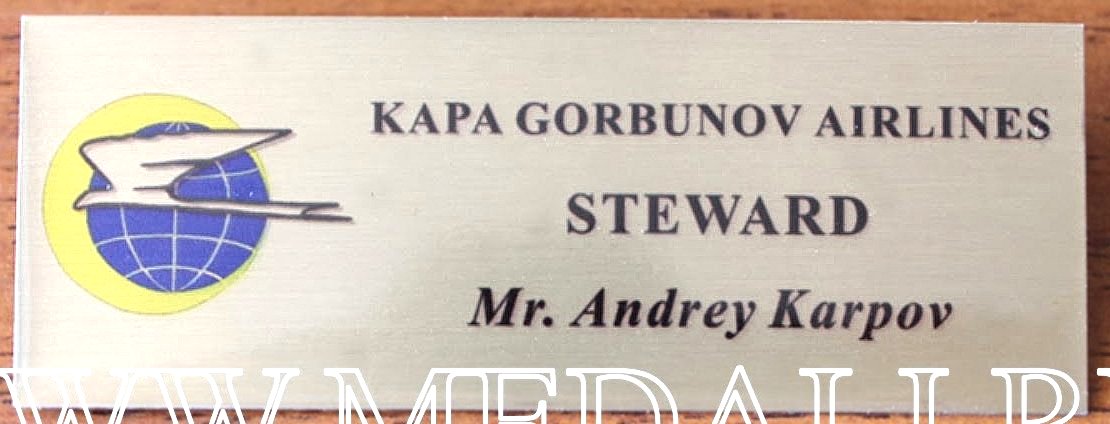 KAPA GORBUNOV AIRLINES
STEWARD
Mr. Andrey Karpov